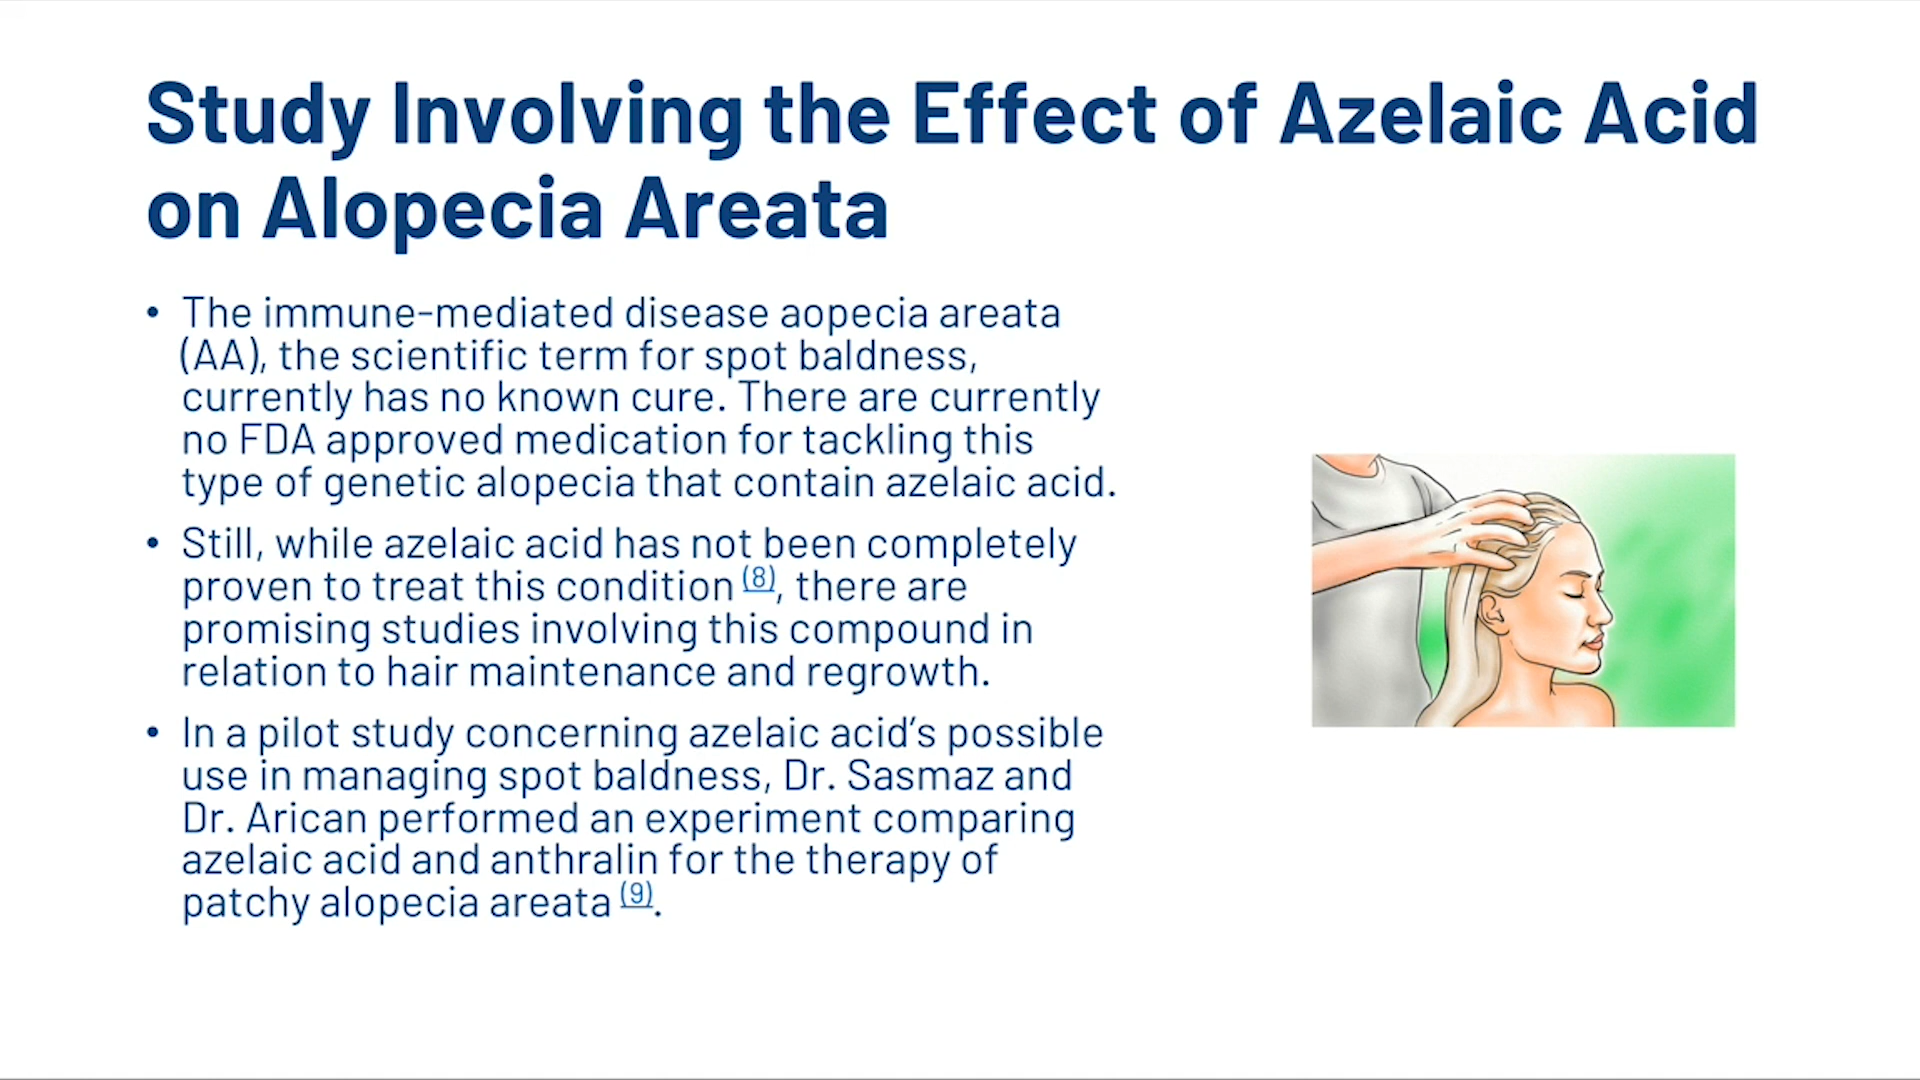 Study Involving the Effect of Azelaic Acid
on Alopecia Areata
• The immune-mediated disease aopecia areata
(AA), the scientific term for spot baldness,
currently has no known cure. There are currently
no FDA approved medication for tackling this
type of genetic alopecia that contain azelaic acid.
• Still, while azelaic acid has not been completely
proven to treat this condition (8), there are
promising studies involving this compound in
relation to hair maintenance and regrowth.
• In a pilot study concerning azelaic acid’s possible
use in managing spot baldness, Dr. Sasmaz and
Dr. Arican performed an experiment comparing
azelaic acid and anthralin for the therapy of
patchy alopecia areata (9).